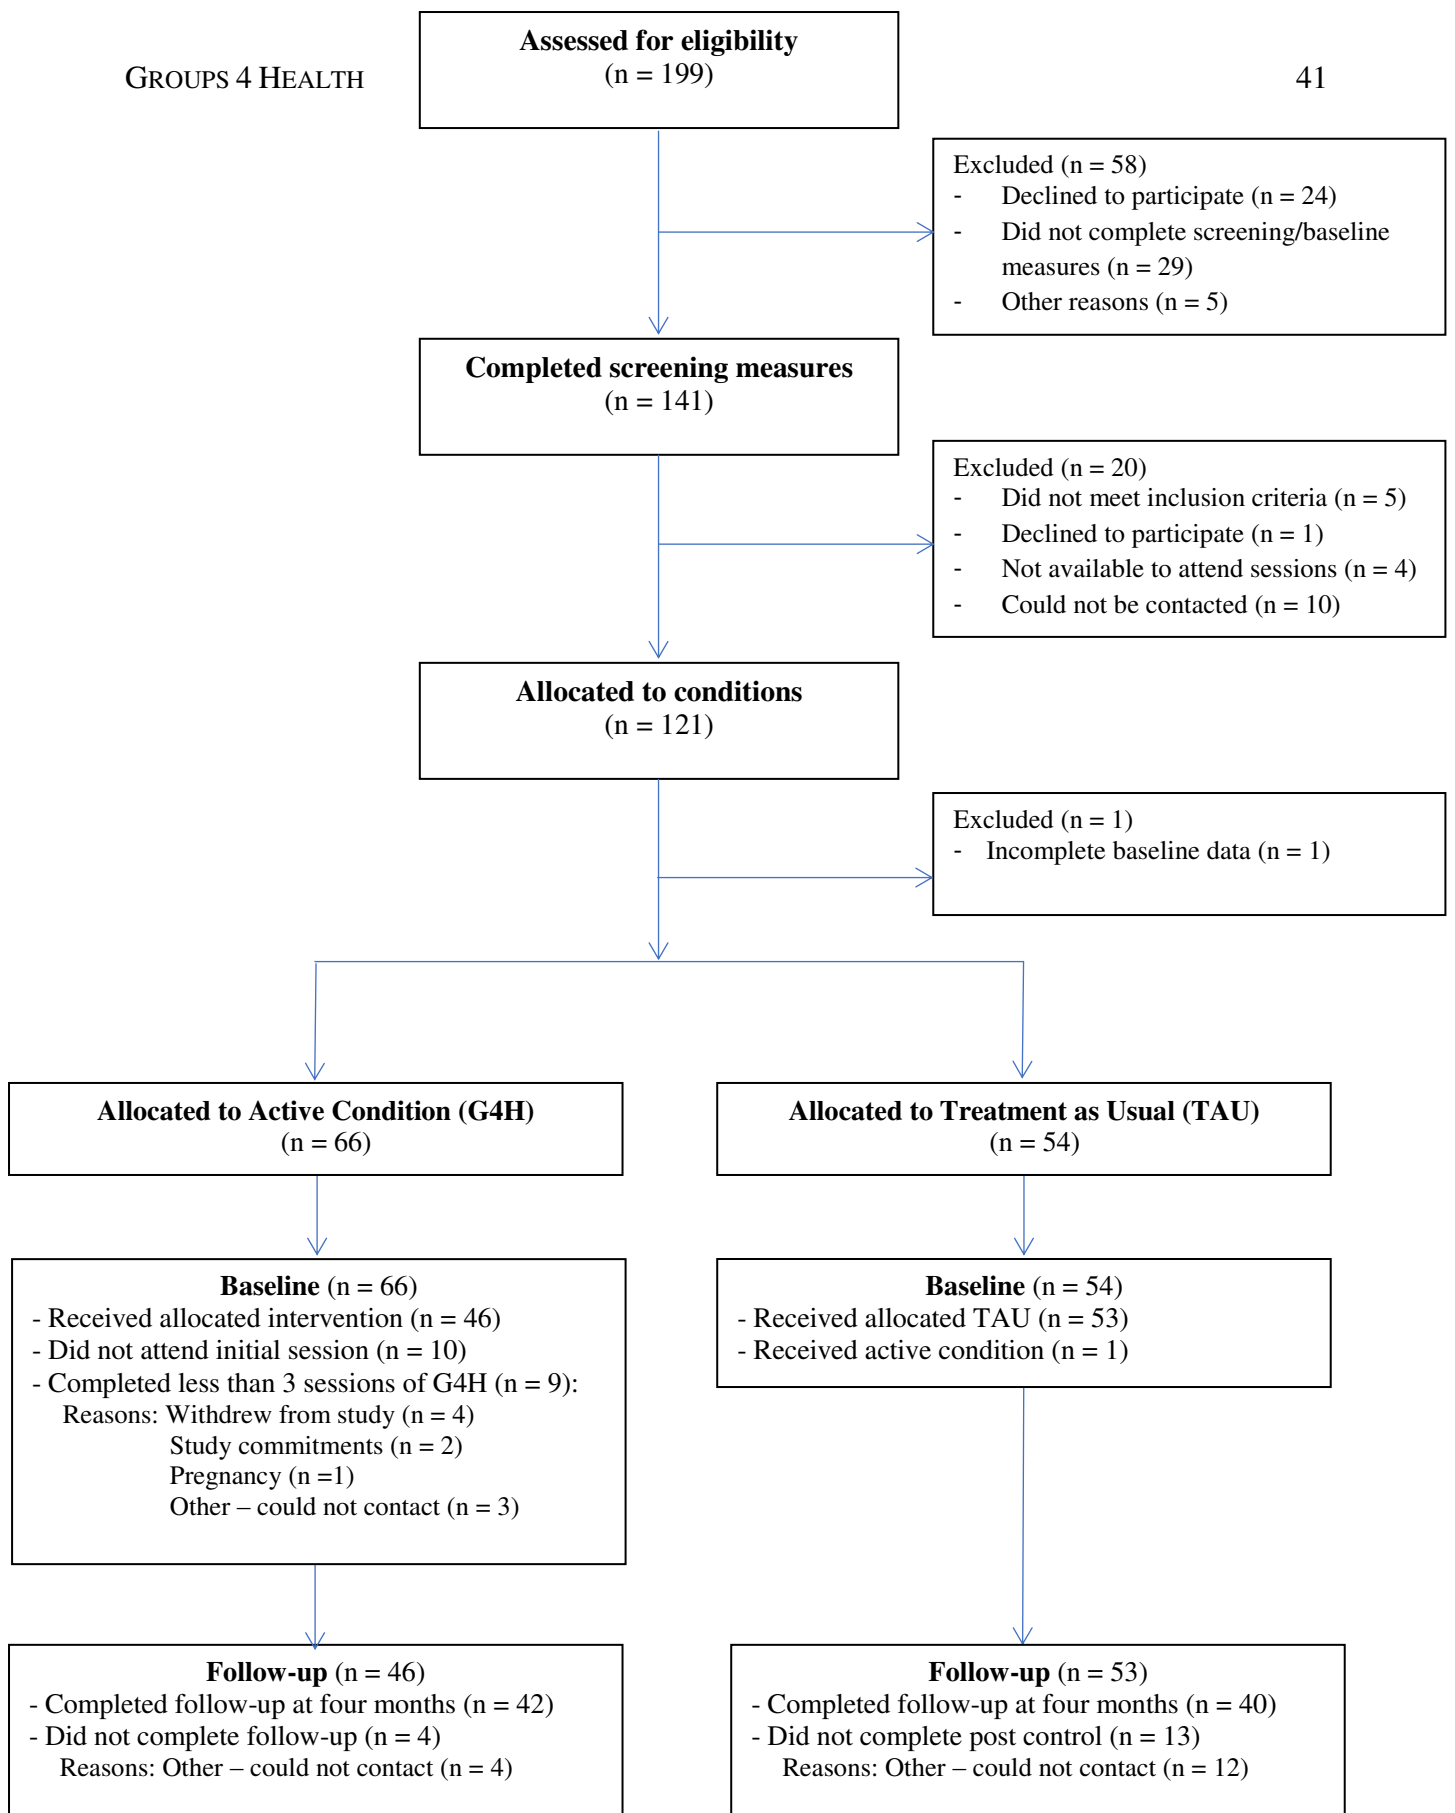 GROUPS 4 HEALTH
41
Assessed for eligibility
(n = 199)
Excluded (n = 58)
- Declined to participate (n = 24)
- Did not complete screening/baseline
measures (n = 29)
- Other reasons (n = 5)
Completed screening measures
(n = 141)
Excluded (n = 20)
- Did not meet inclusion criteria (n = 5)
- Declined to participate (n = 1)
- Not available to attend sessions (n = 4)
- Could not be contacted (n = 10)
Allocated to conditions
(n = 121)
Excluded (n = 1)
- Incomplete baseline data (n = 1)
Allocated to Active Condition (G4H)
(n = 66)
Allocated to Treatment as Usual (TAU)
(n = 54)
Baseline (n = 66)
- Received allocated intervention (n = 46)
- Did not attend initial session (n = 10)
- Completed less than 3 sessions of G4H (n = 9):
Reasons: Withdrew from study (n = 4)
Study commitments (n = 2)
Pregnancy (n =1)
Other – could not contact (n = 3)
Baseline (n = 54)
- Received allocated TAU (n = 53)
- Received active condition (n = 1)
Follow-up (n = 46)
- Completed follow-up at four months (n = 42)
- Did not complete follow-up (n = 4)
Reasons: Other – could not contact (n = 4)
Follow-up (n = 53)
- Completed follow-up at four months (n = 40)
- Did not complete post control (n = 13)
Reasons: Other – could not contact (n = 12)